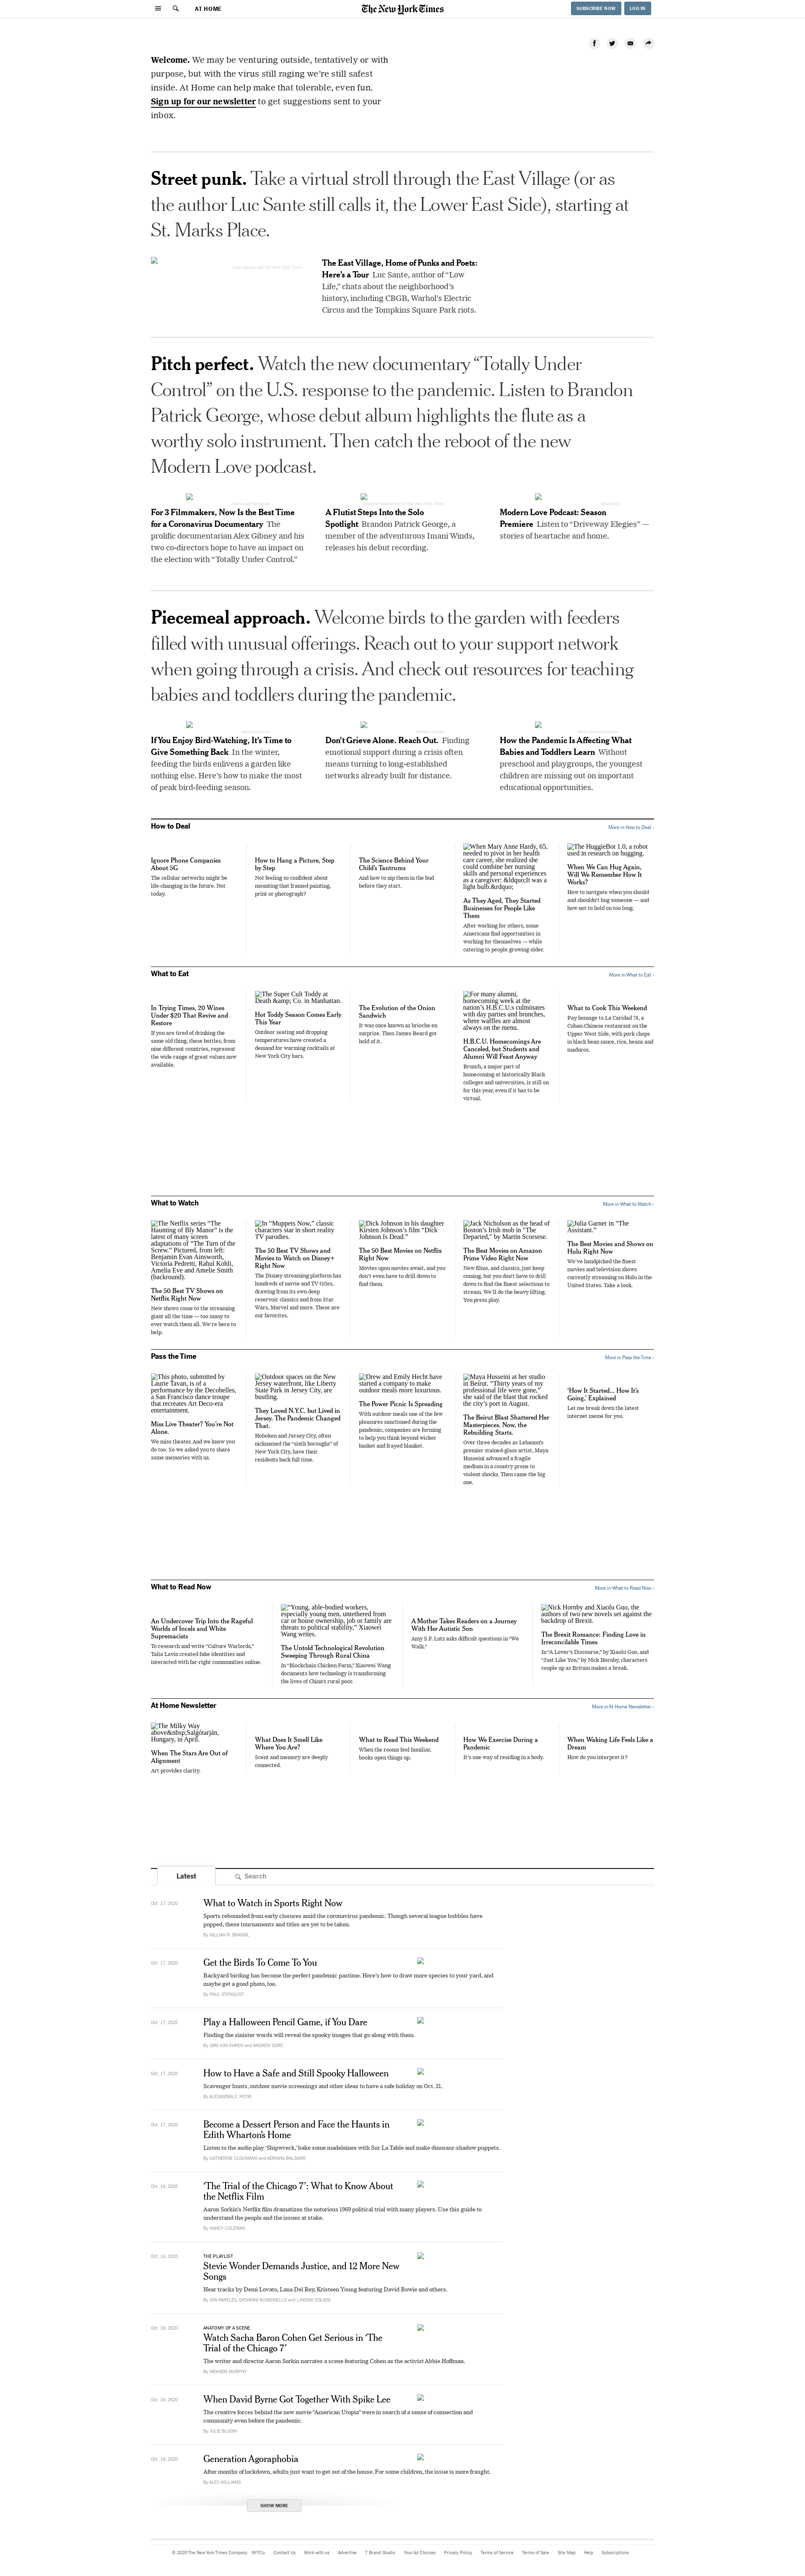 AT HOME
The New York Times
SUBSCRIBE NOW
LOG IN
Welcome. We may be venturing outside, tentatively or with
purpose, but with the virus still raging we're still safest
inside. At Home can help make that tolerable, even fun.
Sign up for our newsletter to get suggestions sent to your
inbox.
Street punk. Take a virtual stroll through the East Village (or as
the author Luc Sante still calls it, the Lower East Side), starting at
St. Marks Place.
The East Village, Home of Punks and Poets:
Here's a Tour Luc Sante, author of “Low
Life,” chats about the neighborhood's
history, including CBGB, Warhol's Electric
Circus and the Tompkins Square Park riots.
Pitch perfect. Watch the new documentary “Totally Under
Control” on the U.S. response to the pandemic. Listen to Brandon
Patrick George, whose debut album highlights the flute as a
worthy solo instrument. Then catch the reboot of the new
Modern Love podcast.
For 3 Filmmakers, Now Is the Best Time
for a Coronavirus Documentary The
prolific documentarian Alex Gibney and his
two co-directors hope to have an impact on
the election with “Totally Under Control.”
A Flutist Steps Into the Solo
Spotlight Brandon Patrick George, a
member of the adventurous Imani Winds,
releases his debut recording.
Modern Love Podcast: Season
Premiere Listen to “Driveway Elegies” —
stories of heartache and home.
Piecemeal approach. Welcome birds to the garden with feeders
filled with unusual offerings. Reach out to your support network
when going through a crisis. And check out resources for teaching
babies and toddlers during the pandemic.
If You Enjoy Bird-Watching, It's Time to
Give Something Back In the winter,
feeding the birds enlivens a garden like
nothing else. Here's how to make the most
of peak bird-feeding season.
Don't Grieve Alone. Reach Out. Finding
emotional support during a crisis often
means turning to long-established
networks already built for distance.
How the Pandemic Is Affecting What
Babies and Toddlers Learn Without
preschool and playgroups, the youngest
children are missing out on important
educational opportunities.
How to Deal
More in How to Deal ›
Ignore Phone Companies
About 5G
The cellular networks might be
life-changing in the future. Not
today.
How to Hang a Picture, Step
by Step
Not feeling so confident about
mounting that framed painting,
print or photograph?
The Science Behind Your
Child's Tantrums
And how to nip them in the bud
before they start.
When Mary Anne Hardy, 65,
needed to pivot in her health
care career, she realized she
could combine her nursing
skills and personal experiences
as a caregiver: &ldquo;It was a
light bulb.&rdquo;
As They Aged, They Started
Businesses for People Like
Them
After working for others, some
Americans find opportunities in
working for themselves — while
catering to people growing older.
The HuggieBot 1.0, a robot
used in research on hugging.
When We Can Hug Again,
Will We Remember How It
Works?
How to navigate when you should
and shouldn't hug someone — and
how not to hold on too long.
What to Eat
More in What to Eat ›
In Trying Times, 20 Wines
Under $20 That Revive and
Restore
If you are tired of drinking the
same old thing, these bottles, from
nine different countries, represent
the wide range of great values now
available.
The Super Cult Toddy at
Death &amp; Co. in Manhattan.
Hot Toddy Season Comes Early
This Year
Outdoor seating and dropping
temperatures have created a
demand for warming cocktails at
New York City bars.
The Evolution of the Onion
Sandwich
It was once known as brioche en
surprise. Then James Beard got
hold of it.
For many alumni,
homecoming week at the
nation's H.B.C.U.s culminates
with day parties and brunches,
where waffles are almost
always on the menu.
H.B.C.U. Homecomings Are
Canceled, but Students and
Alumni Will Feast Anyway
Brunch, a major part of
homecoming at historically Black
colleges and universities, is still on
for this year, even if it has to be
virtual.
What to Cook This Weekend
Pay homage to La Caridad 78, a
Cuban-Chinese restaurant on the
Upper West Side, with pork chops
in black bean sauce, rice, beans and
maduros.
What to Watch
More in What to Watch ›
The Netflix series “The
Haunting of Bly Manor” is the
latest of many screen
adaptations of “The Turn of the
Screw.” Pictured, from left:
Benjamin Evan Ainsworth,
Victoria Pedretti, Rahul Kohli,
Amelia Eve and Amelie Smith
(background).
The 50 Best TV Shows on
Netflix Right Now
New shows come to the streaming
giant all the time — too many to
ever watch them all. We're here to
help.
In “Muppets Now,” classic
characters star in short reality
TV parodies.
The 50 Best TV Shows and
Movies to Watch on Disney+
Right Now
The Disney streaming platform has
hundreds of movie and TV titles,
drawing from its own deep
reservoir classics and from Star
Wars, Marvel and more. These are
our favorites.
Dick Johnson in his daughter
Kirsten Johnson's film “Dick
Johnson Is Dead.”
The 50 Best Movies on Netflix
Right Now
Movies upon movies await, and you
don't even have to drill down to
find them.
Jack Nicholson as the head of
Boston's Irish mob in “The
Departed,” by Martin Scorsese.
The Best Movies on Amazon
Prime Video Right Now
New films, and classics, just keep
coming, but you don't have to drill
down to find the finest selections to
stream. We'll do the heavy lifting.
You press play.
Julia Garner in “The
Assistant.”
The Best Movies and Shows on
Hulu Right Now
We've handpicked the finest
movies and television shows
currently streaming on Hulu in the
United States. Take a look.
Pass the Time
More in Pass the Time ›
This photo, submitted by
Laurie Tavan, is of a
performance by the Decobelles,
a San Francisco dance troupe
that recreates Art Deco-era
entertainment.
Miss Live Theater? You're Not
Alone.
We miss theater. And we knew you
do too. So we asked you to share
some memories with us.
Outdoor spaces on the New
Jersey waterfront, like Liberty
State Park in Jersey City, are
bustling.
They Loved N.Y.C. but Lived in
Jersey. The Pandemic Changed
That.
Hoboken and Jersey City, often
nicknamed the “sixth boroughs” of
New York City, have their
residents back full time.
Drew and Emily Hecht have
started a company to make
outdoor meals more luxurious.
The Power Picnic Is Spreading
With outdoor meals one of the few
pleasures sanctioned during the
pandemic, companies are forming
to help you think beyond wicker
basket and frayed blanket.
Maya Husseini at her studio
in Beirut. “Thirty years of my
professional life were gone,”
she said of the blast that rocked
the city's port in August.
The Beirut Blast Shattered Her
Masterpieces. Now, the
Rebuilding Starts.
Over three decades as Lebanon's
premier stained-glass artist, Maya
Husseini advanced a fragile
medium in a country prone to
violent shocks. Then came the big
one.
‘How It Started... How It's
Going,’ Explained
Let me break down the latest
internet meme for you.
What to Read Now
More in What to Read Now ›
An Undercover Trip Into the Rageful
Worlds of Incels and White
Supremacists
To research and write “Culture Warlords,”
Talia Lavin created fake identities and
interacted with far-right communities online.
“Young, able-bodied workers,
especially young men, untethered from
car or house ownership, job or family are
threats to political stability,” Xiaowei
Wang writes.
The Untold Technological Revolution
Sweeping Through Rural China
In “Blockchain Chicken Farm,” Xiaowei Wang
documents how technology is transforming
the lives of China's rural poor.
A Mother Takes Readers on a Journey
With Her Autistic Son
Amy S.F. Lutz asks difficult questions in “We
Walk.”
Nick Hornby and Xiaolu Guo, the
authors of two new novels set against the
backdrop of Brexit.
The Brexit Romance: Finding Love in
Irreconcilable Times
In “A Lover's Discourse,” by Xiaolu Guo, and
“Just Like You,” by Nick Hornby, characters
couple up as Britain makes a break.
At Home Newsletter
More in At Home Newsletter ›
The Milky Way
above&nbsp;Salgótarján,
Hungary, in April.
When The Stars Are Out of
Alignment
Art provides clarity.
What Does It Smell Like
Where You Are?
Scent and memory are deeply
connected.
What to Read This Weekend
When the rooms feel familiar,
books open things up.
How We Exercise During a
Pandemic
It's one way of residing in a body.
When Waking Life Feels Like a
Dream
How do you interpret it?
Latest
Search
Oct. 17, 2020
What to Watch in Sports Right Now
Sports rebounded from early closures amid the coronavirus pandemic. Though several league bubbles have
popped, these tournaments and titles are yet to be taken.
By GILLIAN R. BRASSIL
Oct. 17, 2020
Get the Birds To Come To You
Backyard birding has become the perfect pandemic pastime. Here's how to draw more species to your yard, and
maybe get a good photo, too.
By PAUL STENQUIST
Oct. 17, 2020
Play a Halloween Pencil Game, if You Dare
Finding the sinister words will reveal the spooky images that go along with them.
By SAM VON EHREN and ANDREW DORE
Oct. 17, 2020
How to Have a Safe and Still Spooky Halloween
Scavenger hunts, outdoor movie screenings and other ideas to have a safe holiday on Oct. 31.
By ALEXANDRA E. PETRI
Oct. 17, 2020
Become a Dessert Person and Face the Haunts in
Edith Wharton's Home
Listen to the audio play ‘Shipwreck,’ bake some madeleines with Sur La Table and make dinosaur-shadow puppets.
By KATHERINE CUSUMANO and ADRIANA BALSAMO
Oct. 16, 2020
‘The Trial of the Chicago 7’: What to Know About
the Netflix Film
Aaron Sorkin's Netflix film dramatizes the notorious 1969 political trial with many players. Use this guide to
understand the people and the issues at stake.
By NANCY COLEMAN
Oct. 16, 2020
THE PLAYLIST
Stevie Wonder Demands Justice, and 12 More New
Songs
Hear tracks by Demi Lovato, Lana Del Rey, Kristeen Young featuring David Bowie and others.
By JON PARELES, GIOVANNI RUSSONELLO and LINDSAY ZOLADZ
Oct. 16, 2020
ANATOMY OF A SCENE
Watch Sacha Baron Cohen Get Serious in ‘The
Trial of the Chicago 7’
The writer and director Aaron Sorkin narrates a scene featuring Cohen as the activist Abbie Hoffman.
By MEKADO MURPHY
Oct. 16, 2020
When David Byrne Got Together With Spike Lee
The creative forces behind the new movie “American Utopia” were in search of a sense of connection and
community even before the pandemic.
By JULIE BLOOM
Oct. 16, 2020
Generation Agoraphobia
After months of lockdown, adults just want to get out of the house. For some children, the issue is more fraught.
By ALEX WILLIAMS
SHOW MORE
© 2020 The New York Times Company NYTCo Contact Us Work with us Advertise T Brand Studio Your Ad Choices Privacy Policy Terms of Service Terms of Sale Site Map Help Subscriptions